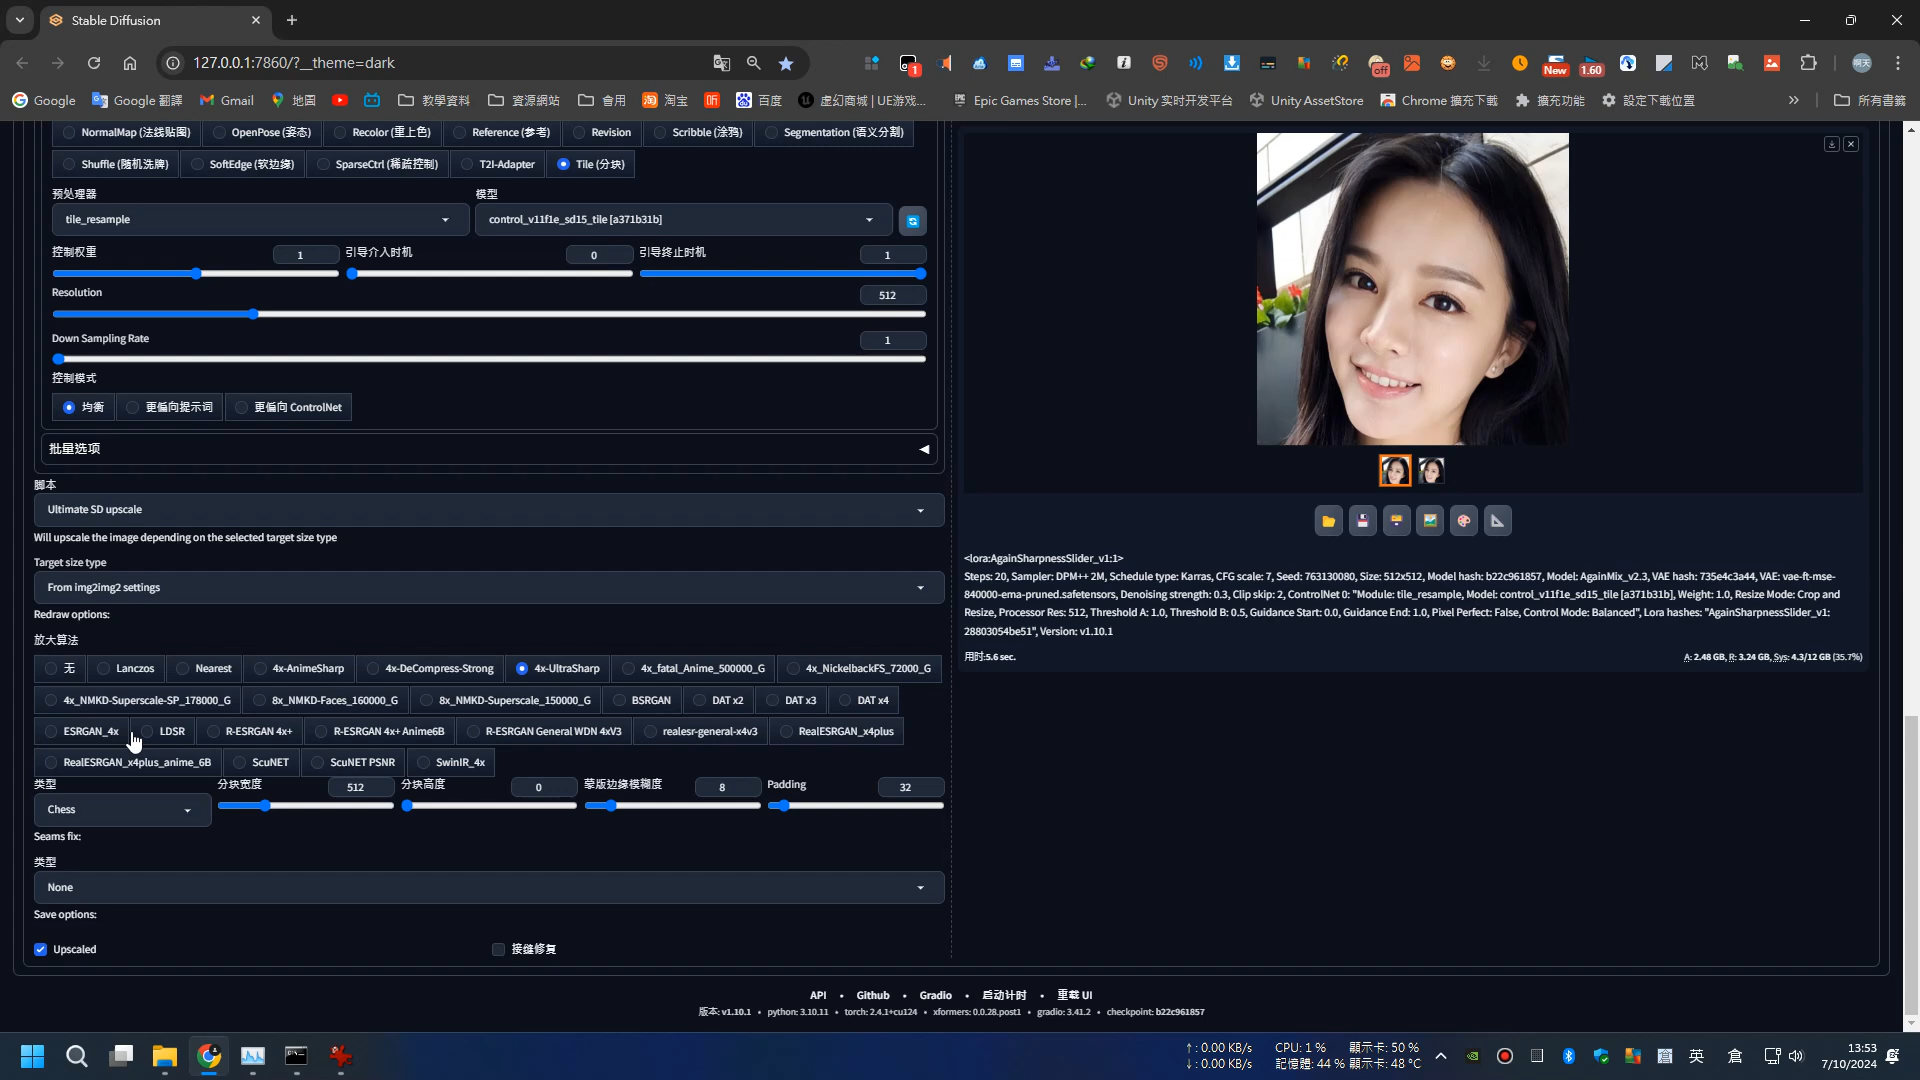 Stable Diffusion
127.0.0.1:7860/?__theme=dark
1
off
New
1.60
啊天
Google
Google 翻譯
Gmail
地圖
教學資料
資源網站
會用
淘宝
百度
虚幻商城 | UE游戏...
Epic Games Store |...
Unity 实时开发平台
Unity AssetStore
Chrome 擴充下載
擴充功能
設定下載位置
所有書籤
NormalMap (法线贴图)
OpenPose (姿态)
Recolor (重上色)
Reference (参考)
Revision
Scribble (涂鸦)
Segmentation (语义分割)
Shuffle (随机洗牌)
SoftEdge (软边缘)
SparseCtrl (稀疏控制)
T2I-Adapter
Tile (分块)
预处理器
模型
tile_resample
control_v11f1e_sd15_tile [a371b31b]
控制权重
1
引导介入时机
0
引导终止时机
1
Resolution
512
Down Sampling Rate
1
控制模式
均衡
更偏向提示词
更偏向 ControlNet
批量选项
脚本
Ultimate SD upscale
Will upscale the image depending on the selected target size type
Target size type
From img2img2 settings
Redraw options:
放大算法
无
Lanczos
Nearest
4x-AnimeSharp
4x-DeCompress-Strong
4x-UltraSharp
4x_fatal_Anime_500000_G
4x_NickelbackFS_72000_G
4x_NMKD-Superscale-SP_178000_G
8x_NMKD-Faces_160000_G
8x_NMKD-Superscale_150000_G
BSRGAN
DAT x2
DAT x3
DAT x4
ESRGAN_4x
LDSR
R-ESRGAN 4x+
R-ESRGAN 4x+ Anime6B
R-ESRGAN General WDN 4xV3
realesr-general-x4v3
RealESRGAN_x4plus
RealESRGAN_x4plus_anime_6B
ScuNET
ScuNET PSNR
SwinIR_4x
类型
分块宽度
512
分块高度
0
蒙版边缘模糊度
8
Padding
32
Chess
Seams fix:
类型
None
Save options:
Upscaled
接缝修复
<lora:AgainSharpnessSlider_v1:1>
Steps: 20, Sampler: DPM++ 2M, Schedule type: Karras, CFG scale: 7, Seed: 763130080, Size: 512x512, Model hash: b22c961857, Model: AgainMix_v2.3, VAE hash: 735e4c3a44, VAE: vae-ft-mse-
840000-ema-pruned.safetensors, Denoising strength: 0.3, Clip skip: 2, ControlNet 0: "Module: tile_resample, Model: control_v11f1e_sd15_tile [a371b31b], Weight: 1.0, Resize Mode: Crop and
Resize, Processor Res: 512, Threshold A: 1.0, Threshold B: 0.5, Guidance Start: 0.0, Guidance End: 1.0, Pixel Perfect: False, Control Mode: Balanced", Lora hashes: "AgainSharpnessSlider_v1:
28803054be51", Version: v1.10.1
用时:5.6 sec.
A: 2.48 GB, R: 3.24 GB, Sys: 4.3/12 GB (35.7%)
API • Github • Gradio • 启动计时 • 重载 UI
版本: v1.10.1 • python: 3.10.11 • torch: 2.4.1+cu124 • xformers: 0.0.28.post1 • gradio: 3.41.2 • checkpoint: b22c961857
↑: 0.00 KB/s
↓: 0.00 KB/s
CPU: 1 %
顯示卡: 50 %
記憶體: 44 %
顯示卡: 48 °C
英
倉
13:53
7/10/2024